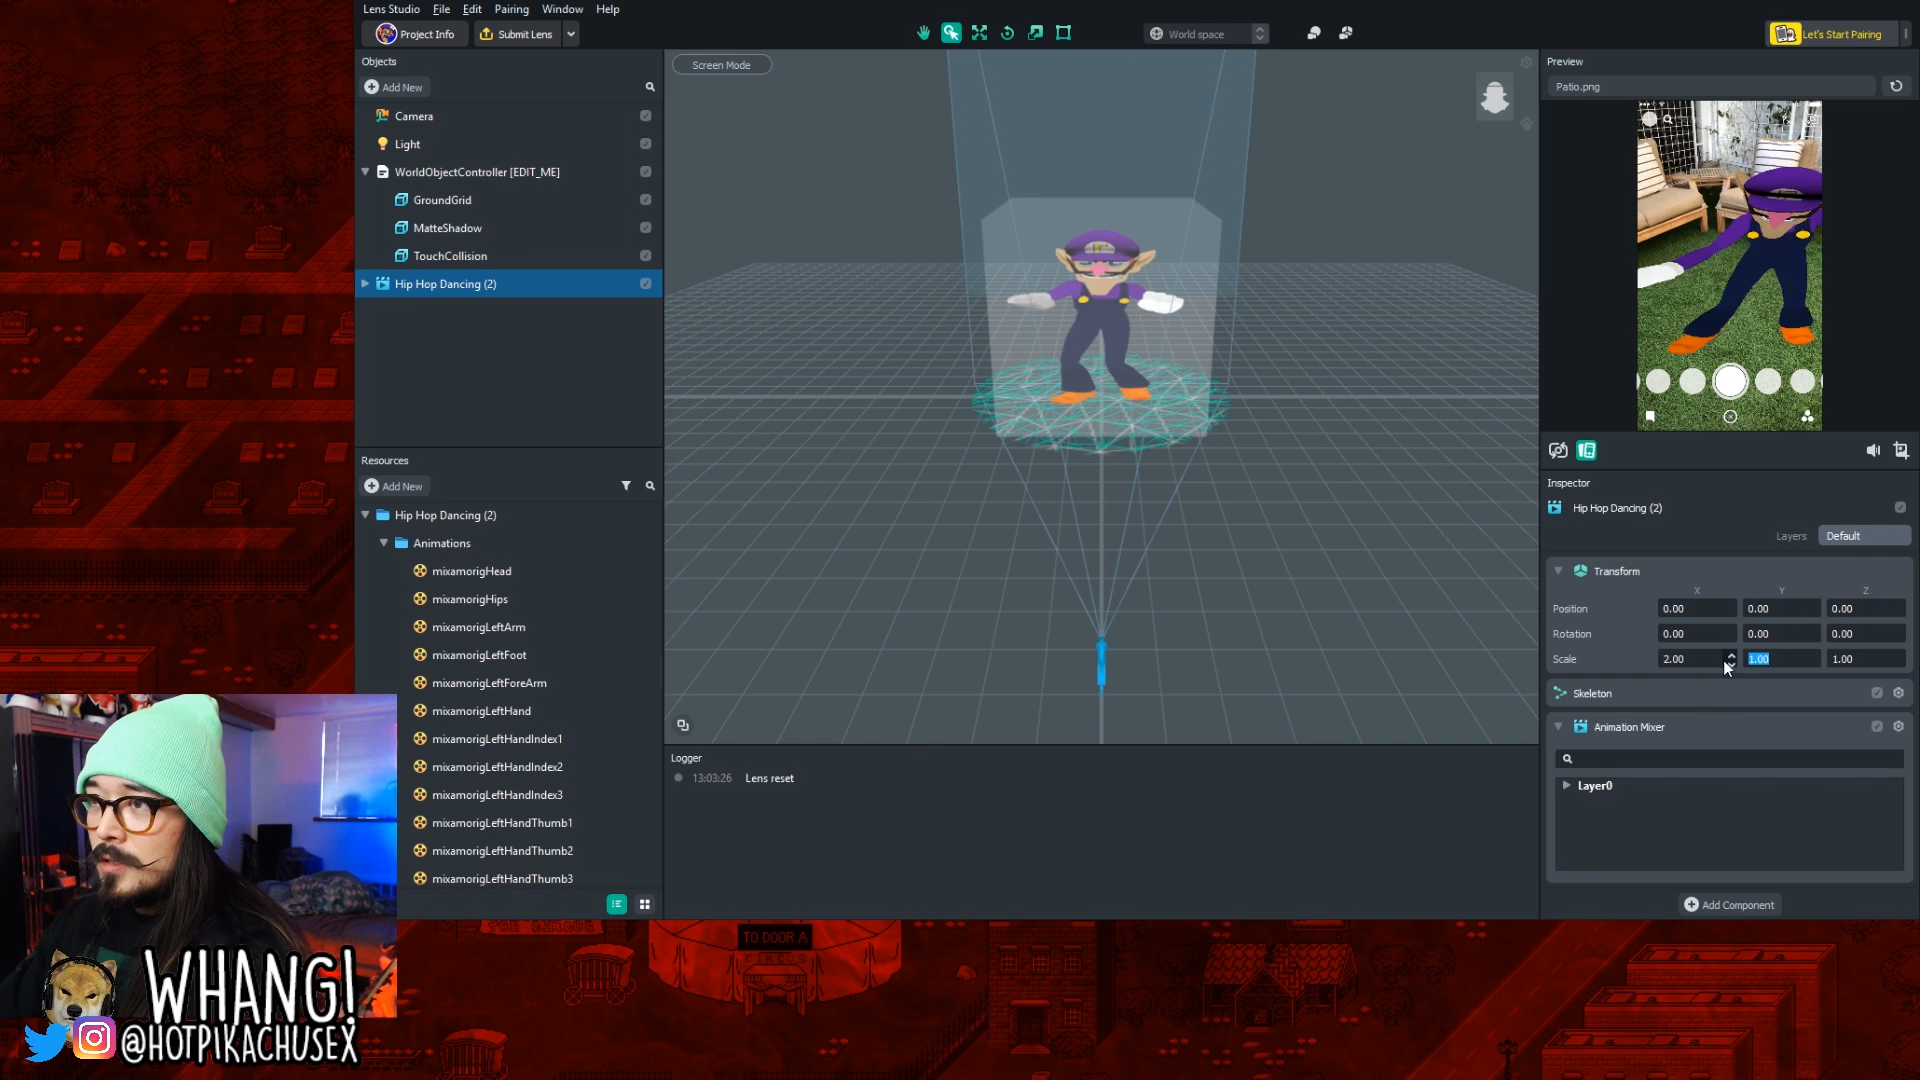 Lens Studio File Edit Pairing Window Help
Project Info Submit Lens World space Let's Start Pairing
Objects
Add New
Camera
Light
WorldObjectController [EDIT_ME]
GroundGrid
MatteShadow
TouchCollision
Hip Hop Dancing (2)
Resources
Add New
Hip Hop Dancing (2)
Animations
mixamorigHead
mixamorigHips
mixamorigLeftArm
mixamorigLeftFoot
mixamorigLeftForeArm
mixamorigLeftHand
mixamorigLeftHandIndex1
mixamorigLeftHandIndex2
mixamorigLeftHandIndex3
mixamorigLeftHandThumb1
mixamorigLeftHandThumb2
mixamorigLeftHandThumb3
Screen Mode
Logger
13:03:26 Lens reset
Preview
Patio.png
Inspector
Hip Hop Dancing (2)
Layers Default
Transform
X Y Z
Position 0.00 0.00 0.00
Rotation 0.00 0.00 0.00
Scale 2.00 1.00 1.00
Skeleton
Animation Mixer
Layer0
Add Component
THE CIRCUS
TO DOOR A
CIRCUS
WHANG!
@HOTPIKACHUSEX